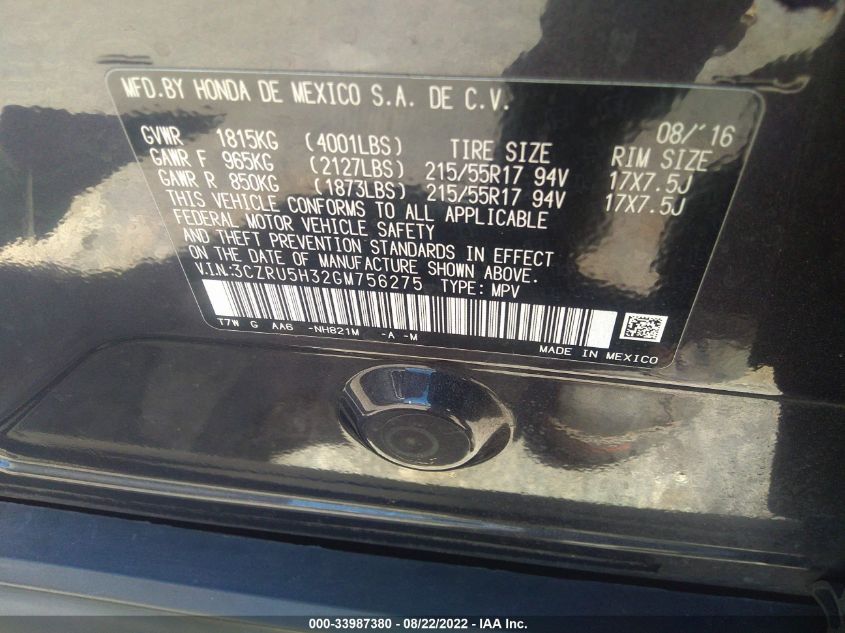 MFD.BY HONDA DE MEXICO S.A. DE C.V.
08/'16
GVWR 1815KG (4001LBS) TIRE SIZE RIM SIZE
GAWR F 965KG (2127LBS) 215/55R17 94V 17X7.5J
GAWR R 850KG (1873LBS) 215/55R17 94V 17X7.5J
THIS VEHICLE CONFORMS TO ALL APPLICABLE
FEDERAL MOTOR VEHICLE SAFETY
AND THEFT PREVENTION STANDARDS IN EFFECT
ON THE DATE OF MANUFACTURE SHOWN ABOVE.
V.I.N:3CZRU5H32GM756275 TYPE: MPV
T7W G AA6 -NH821M -A -M
MADE IN MEXICO
000-33987380 - 08/22/2022 - IAA Inc.